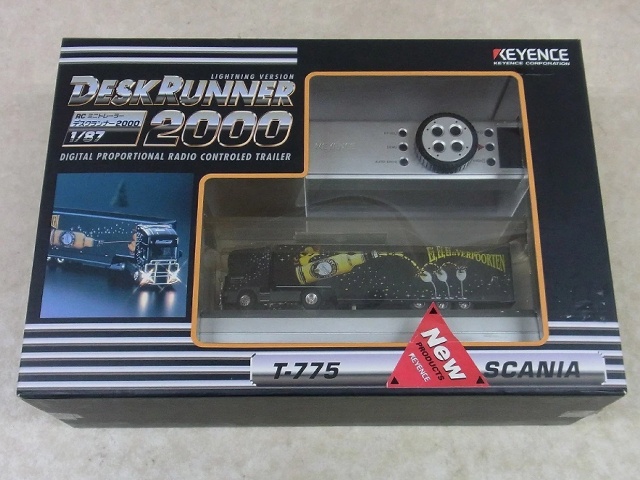 LIGHTNING VERSION
DESKRUNNER
2000
RC ミニトレーラー
デスクランナー2000
1/87
DIGITAL PROPORTIONAL RADIO CONTROLED TRAILER
KEYENCE
KEYENCE CORPORATION
VERPOORTEN
T-775
New
PRODUCTS
KEYENCE
SCANIA